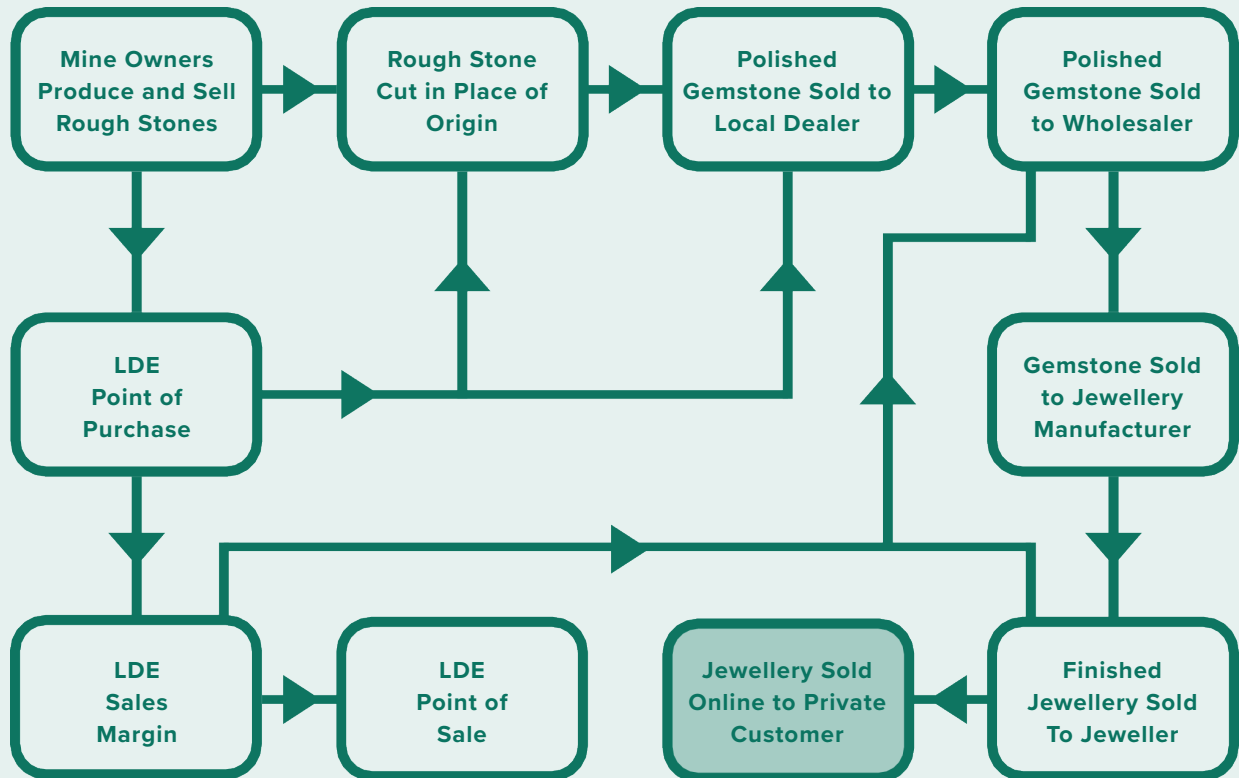 Mine Owners
Produce and Sell
Rough Stones
Rough Stone
Cut in Place of
Origin
Polished
Gemstone Sold to
Local Dealer
Polished
Gemstone Sold
to Wholesaler
LDE
Point of
Purchase
Gemstone Sold
to Jewellery
Manufacturer
LDE
Sales
Margin
LDE
Point of
Sale
Jewellery Sold
Online to Private
Customer
Finished
Jewellery Sold
To Jeweller